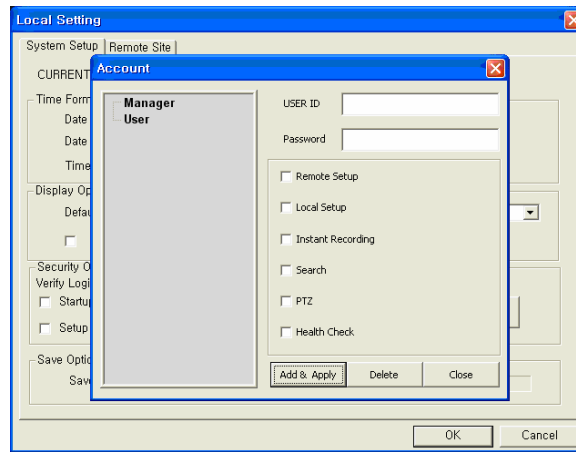 Local Setting
System Setup
Remote Site
CURRENT
Account
Time Form
Date
Date
Time
Display Op
Defau
Security O
Verify Logi
Startu
Setup
Save Optio
Save
Manager
User
USER ID
Password
Remote Setup
Local Setup
Instant Recording
Search
PTZ
Health Check
Add & Apply
Delete
Close
OK
Cancel